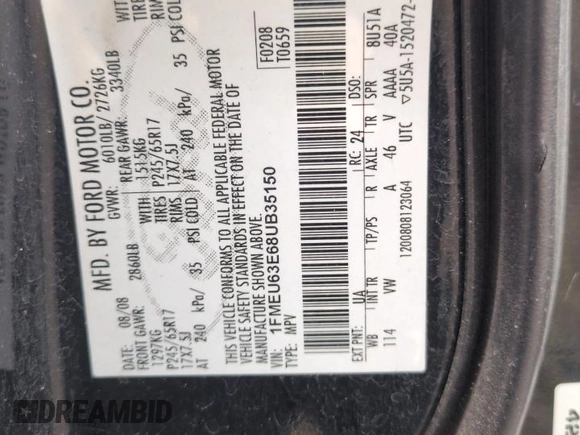 MFD. BY FORD MOTOR CO.
DATE: 08/08 GVWR: 6010LB/ 2726KG
FRONT GAWR: 2860LB REAR GAWR: 3340LB
1297KG WITH 1515KG WITH
P245/65R17 TIRES P245/65R17
17X7.5J RIMS 17X7.5J
AT 240 kPa/ 35 PSI COLD AT 240 kPa/ 35 PSI COLD
THIS VEHICLE CONFORMS TO ALL APPLICABLE FEDERAL MOTOR
VEHICLE SAFETY STANDARDS IN EFFECT ON THE DATE OF
MANUFACTURE SHOWN ABOVE.
VIN: 1FMEU63E68UB35150
TYPE: MPV
F0208
T0659
EXT PNT: UA RC: 24 DSO:
WB INT TR TP/PS R AXLE TR SPR 8U51A
114 VW A 46 V AAAA 40A
1200808123064 UTC ▽5U5A-1520472-
DREAMBID